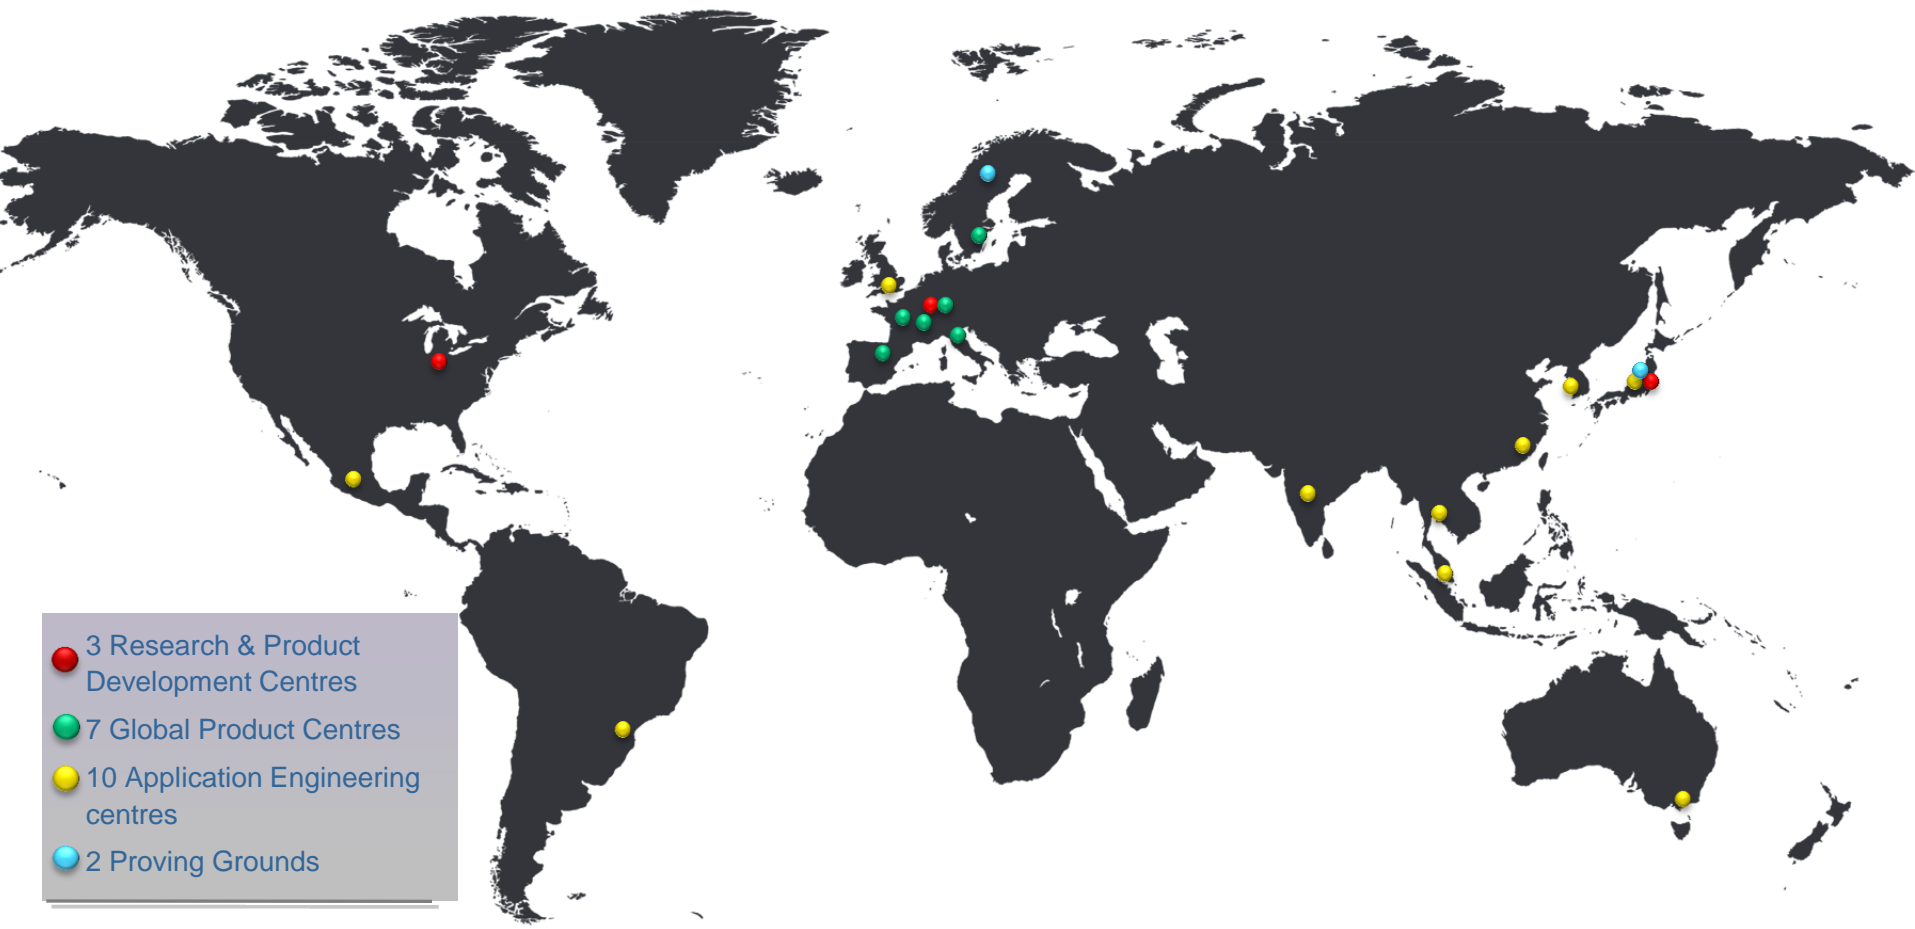 3 Research & Product
Development Centres
7 Global Product Centres
10 Application Engineering
centres
2 Proving Grounds